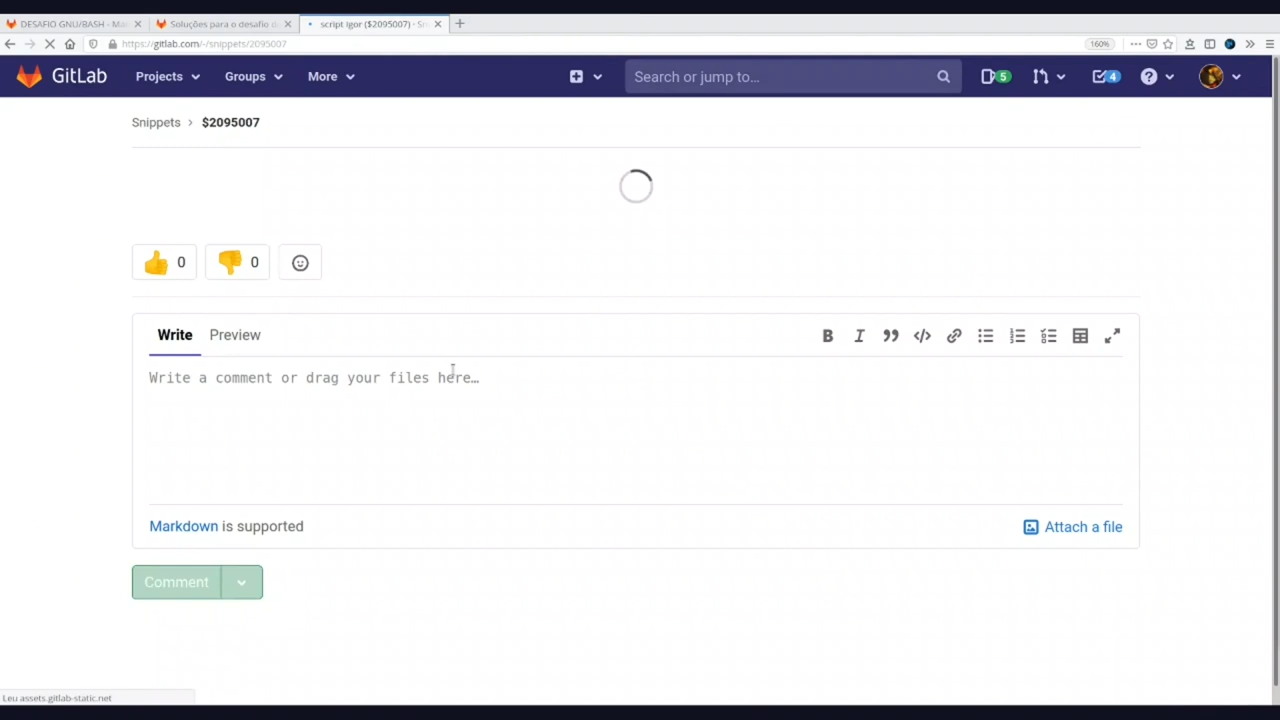 DESAFIO GNU/BASH - Ma
Soluções para o desafio d
script igor ($2095007) · Sn
https://gitlab.com/-/snippets/2095007
160%
GitLab
Projects
Groups
More
Search or jump to...
5
4
Snippets > $2095007
👍 0
👎 0
Write
Preview
Write a comment or drag your files here…
Markdown is supported
Attach a file
Comment
Leu assets.gitlab-static.net